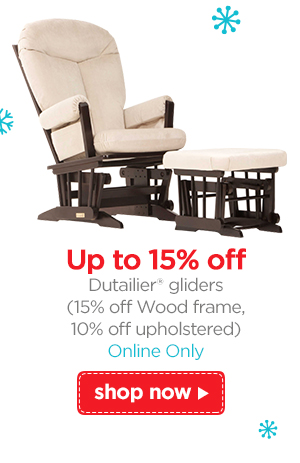 Up to 15% off
Dutailier® gliders
(15% off Wood frame,
10% off upholstered)
Online Only
shop now ▶